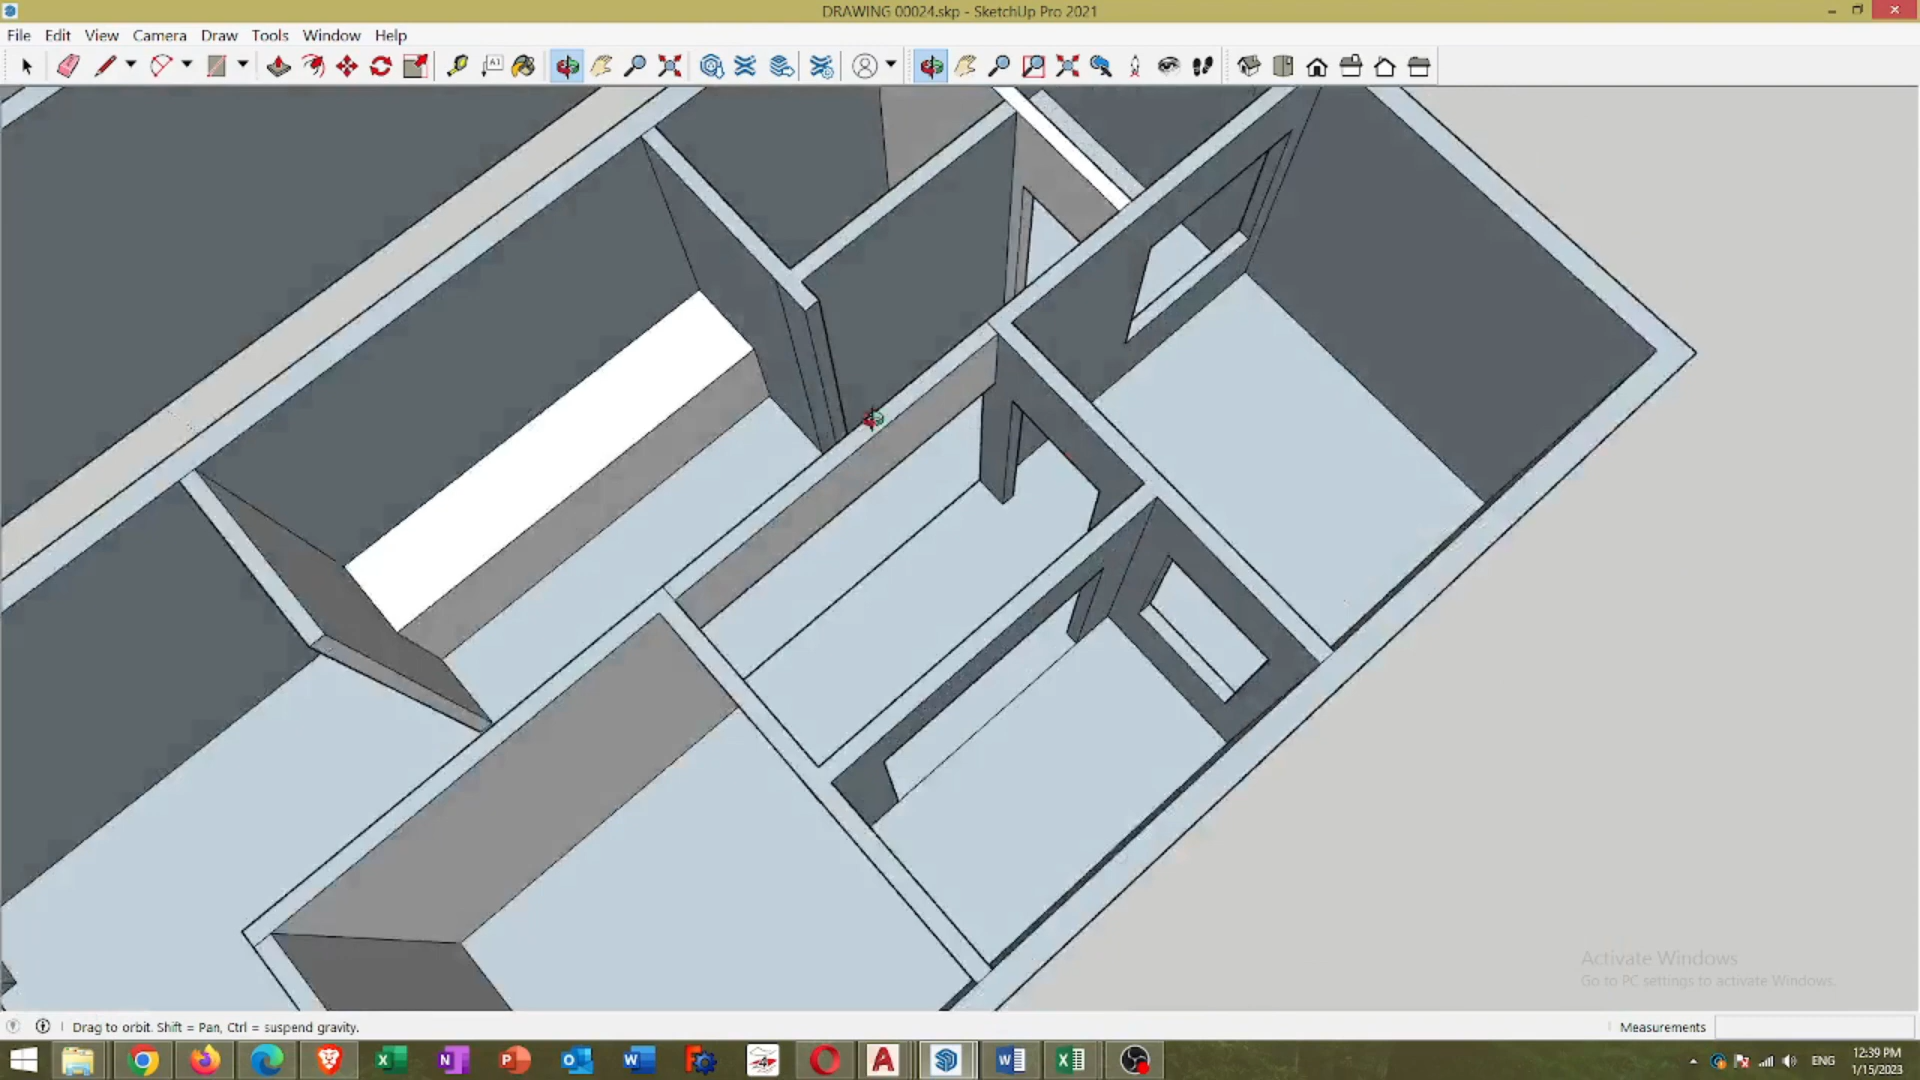 DRAWING 00024.skp - SketchUp Pro 2021
File Edit View Camera Draw Tools Window Help
A1
Activate Windows
Go to PC settings to activate Windows.
Drag to orbit. Shift = Pan, Ctrl = suspend gravity.
Measurements
ENG
12:39 PM
1/15/2023